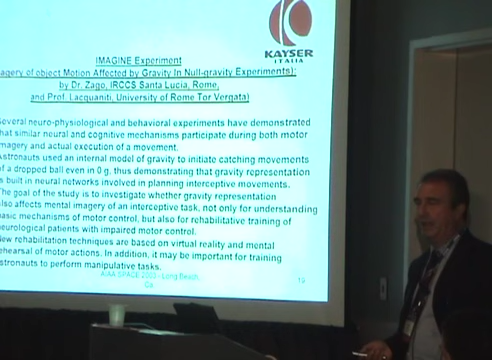 KAYSER
ITALIA
IMAGINE Experiment
agery of object Motion Affected by Gravity In Null-gravity Experiments):
by Dr. Zago, IRCCS Santa Lucia, Rome,
and Prof. Lacquaniti, University of Rome Tor Vergata)
Several neuro-physiological and behavioral experiments have demonstrated
that similar neural and cognitive mechanisms participate during both motor
imagery and actual execution of a movement.
Astronauts used an internal model of gravity to initiate catching movements
of a dropped ball even in 0 g, thus demonstrating that gravity representation
is built in neural networks involved in planning interceptive movements.
The goal of the study is to investigate whether gravity representation
also affects mental imagery of an interceptive task, not only for understanding
basic mechanisms of motor control, but also for rehabilitative training of
neurological patients with impaired motor control.
New rehabilitation techniques are based on virtual reality and mental
rehearsal of motor actions. In addition, it may be important for training
astronauts to perform manipulative tasks.
AIAA SPACE 2003 - Long Beach,
Ca.
19